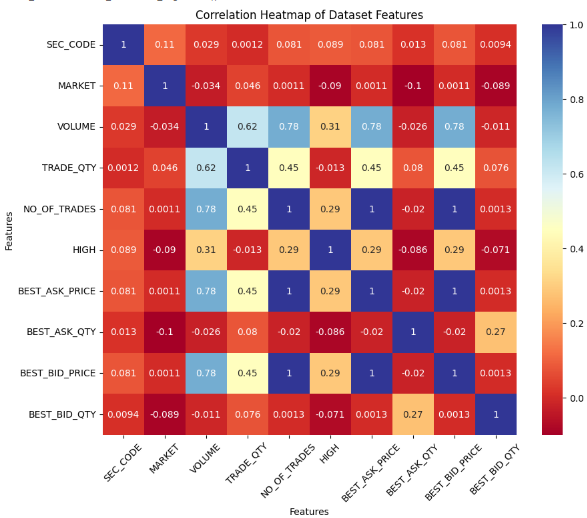 Correlation Heatmap of Dataset Features
SEC_CODE 1 0.11 0.029 0.0012 0.081 0.089 0.081 0.013 0.081 0.0094
MARKET 0.11 1 -0.034 0.046 0.0011 -0.09 0.0011 -0.1 0.0011 -0.089
VOLUME 0.029 -0.034 1 0.62 0.78 0.31 0.78 -0.026 0.78 -0.011
TRADE_QTY 0.0012 0.046 0.62 1 0.45 -0.013 0.45 0.08 0.45 0.076
NO_OF_TRADES 0.081 0.0011 0.78 0.45 1 0.29 1 -0.02 1 0.0013
HIGH 0.089 -0.09 0.31 -0.013 0.29 1 0.29 -0.086 0.29 -0.071
BEST_ASK_PRICE 0.081 0.0011 0.78 0.45 1 0.29 1 -0.02 1 0.0013
BEST_ASK_QTY 0.013 -0.1 -0.026 0.08 -0.02 -0.086 -0.02 1 -0.02 0.27
BEST_BID_PRICE 0.081 0.0011 0.78 0.45 1 0.29 1 -0.02 1 0.0013
BEST_BID_QTY 0.0094 -0.089 -0.011 0.076 0.0013 -0.071 0.0013 0.27 0.0013 1
SEC_CODE MARKET VOLUME TRADE_QTY NO_OF_TRADES HIGH BEST_ASK_PRICE BEST_ASK_QTY BEST_BID_PRICE BEST_BID_QTY
Features
Features
1.0
0.8
0.6
0.4
0.2
0.0